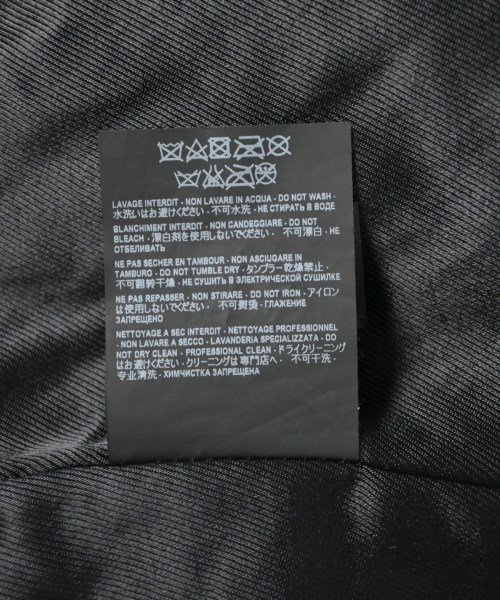 LAVAGE INTERDIT - NON LAVARE IN ACQUA - DO NOT WASH -
水洗いはお避けください - 不可水洗 - НЕ СТИРАТЬ В ВОДЕ
BLANCHIMENT INTERDIT - NON CANDEGGIARE - DO NOT
BLEACH - 漂白剤を使用しないでください - 不可漂白 - НЕ
ОТБЕЛИВАТЬ
NE PAS SECHER EN TAMBOUR - NON ASCIUGARE IN
TAMBURO - DO NOT TUMBLE DRY - タンブラー乾燥禁止 -
不可翻转干燥 - НЕ СУШИТЬ В ЭЛЕКТРИЧЕСКОЙ СУШИЛКЕ
NE PAS REPASSER - NON STIRARE - DO NOT IRON - アイロン
は使用しないでください - 不可熨烫 - ГЛАЖЕНИЕ
ЗАПРЕЩЕНО
NETTOYAGE A SEC INTERDIT - NETTOYAGE PROFESSIONNEL
- NON LAVARE A SECCO - LAVANDERIA SPECIALIZZATA - DO
NOT DRY CLEAN - PROFESSIONAL CLEAN - ドライクリーニング
はお避けください - クリーニングは専門店へ - 不可干洗 -
专业清洗 - ХИМЧИСТКА ЗАПРЕЩЕНА